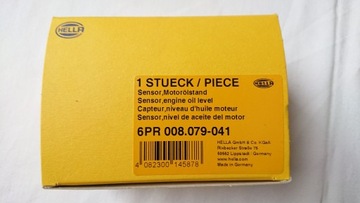 HELLA
1 STUECK / PIECE
Sensor,Motorölstand
Sensor,engine oil level
Capteur,niveau d'huile moteur
Sensor,nivel de aceite del motor
HELLA
6PR 008.079-041
4 082300 145878
HELLA GmbH & Co. KGaA
Rixbecker Straße 75
59552 Lippstadt / Germany
www.hella.com
Made in Germany